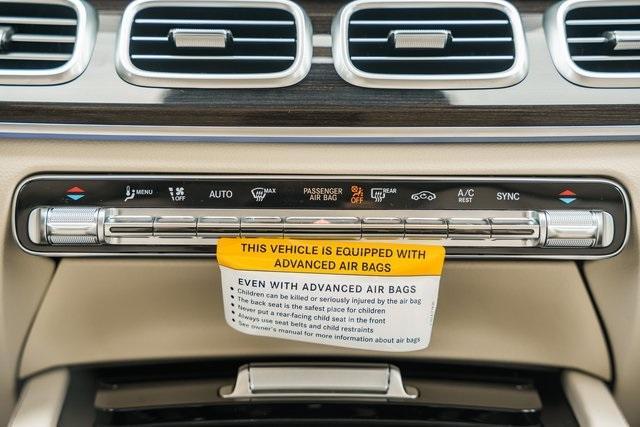 MENU
OFF
AUTO
MAX
PASSENGER
AIR BAG
OFF
REAR
A/C
REST
SYNC
THIS VEHICLE IS EQUIPPED WITH
ADVANCED AIR BAGS
EVEN WITH ADVANCED AIR BAGS
• Children can be killed or seriously injured by the air bag
• The back seat is the safest place for children
• Never put a rear-facing child seat in the front
• Always use seat belts and child restraints
• See owner's manual for more information about air bags